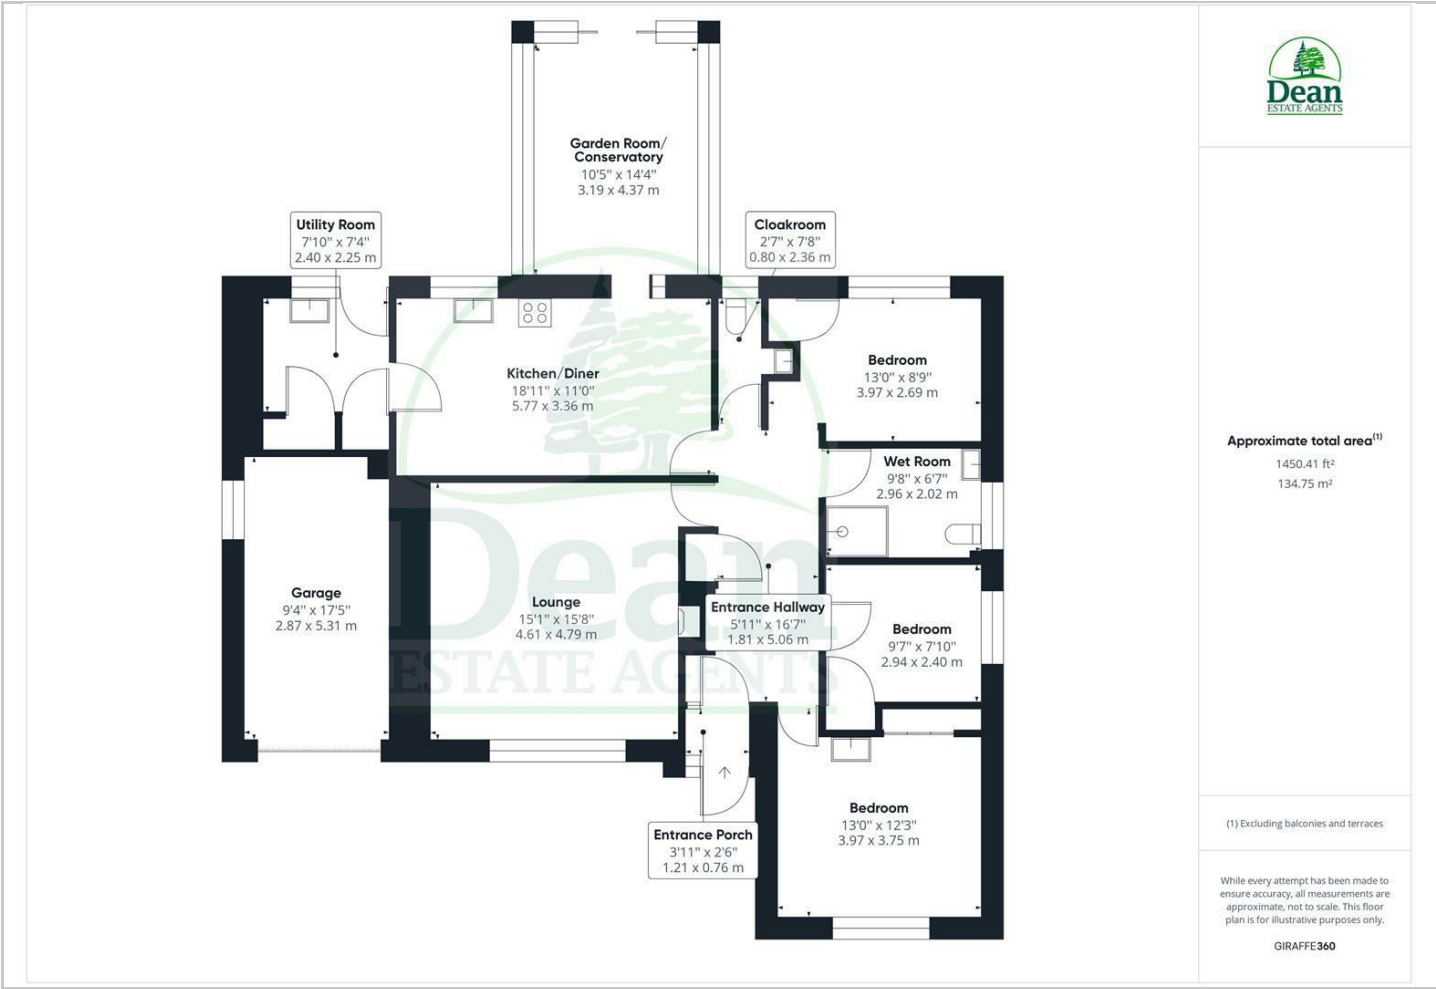 Garden Room/
Conservatory
10'5" x 14'4"
3.19 x 4.37 m
Utility Room
7'10" x 7'4"
2.40 x 2.25 m
Cloakroom
2'7" x 7'8"
0.80 x 2.36 m
Kitchen/Diner
18'11" x 11'0"
5.77 x 3.36 m
Bedroom
13'0" x 8'9"
3.97 x 2.69 m
Wet Room
9'8" x 6'7"
2.96 x 2.02 m
Garage
9'4" x 17'5"
2.87 x 5.31 m
Lounge
15'1" x 15'8"
4.61 x 4.79 m
Entrance Hallway
5'11" x 16'7"
1.81 x 5.06 m
Bedroom
9'7" x 7'10"
2.94 x 2.40 m
Entrance Porch
3'11" x 2'6"
1.21 x 0.76 m
Bedroom
13'0" x 12'3"
3.97 x 3.75 m
Dean
ESTATE AGENTS
Dean
ESTATE AGENTS
Approximate total area(1)
1450.41 ft²
134.75 m²
(1) Excluding balconies and terraces
While every attempt has been made to
ensure accuracy, all measurements are
approximate, not to scale. This floor
plan is for illustrative purposes only.
GIRAFFE360